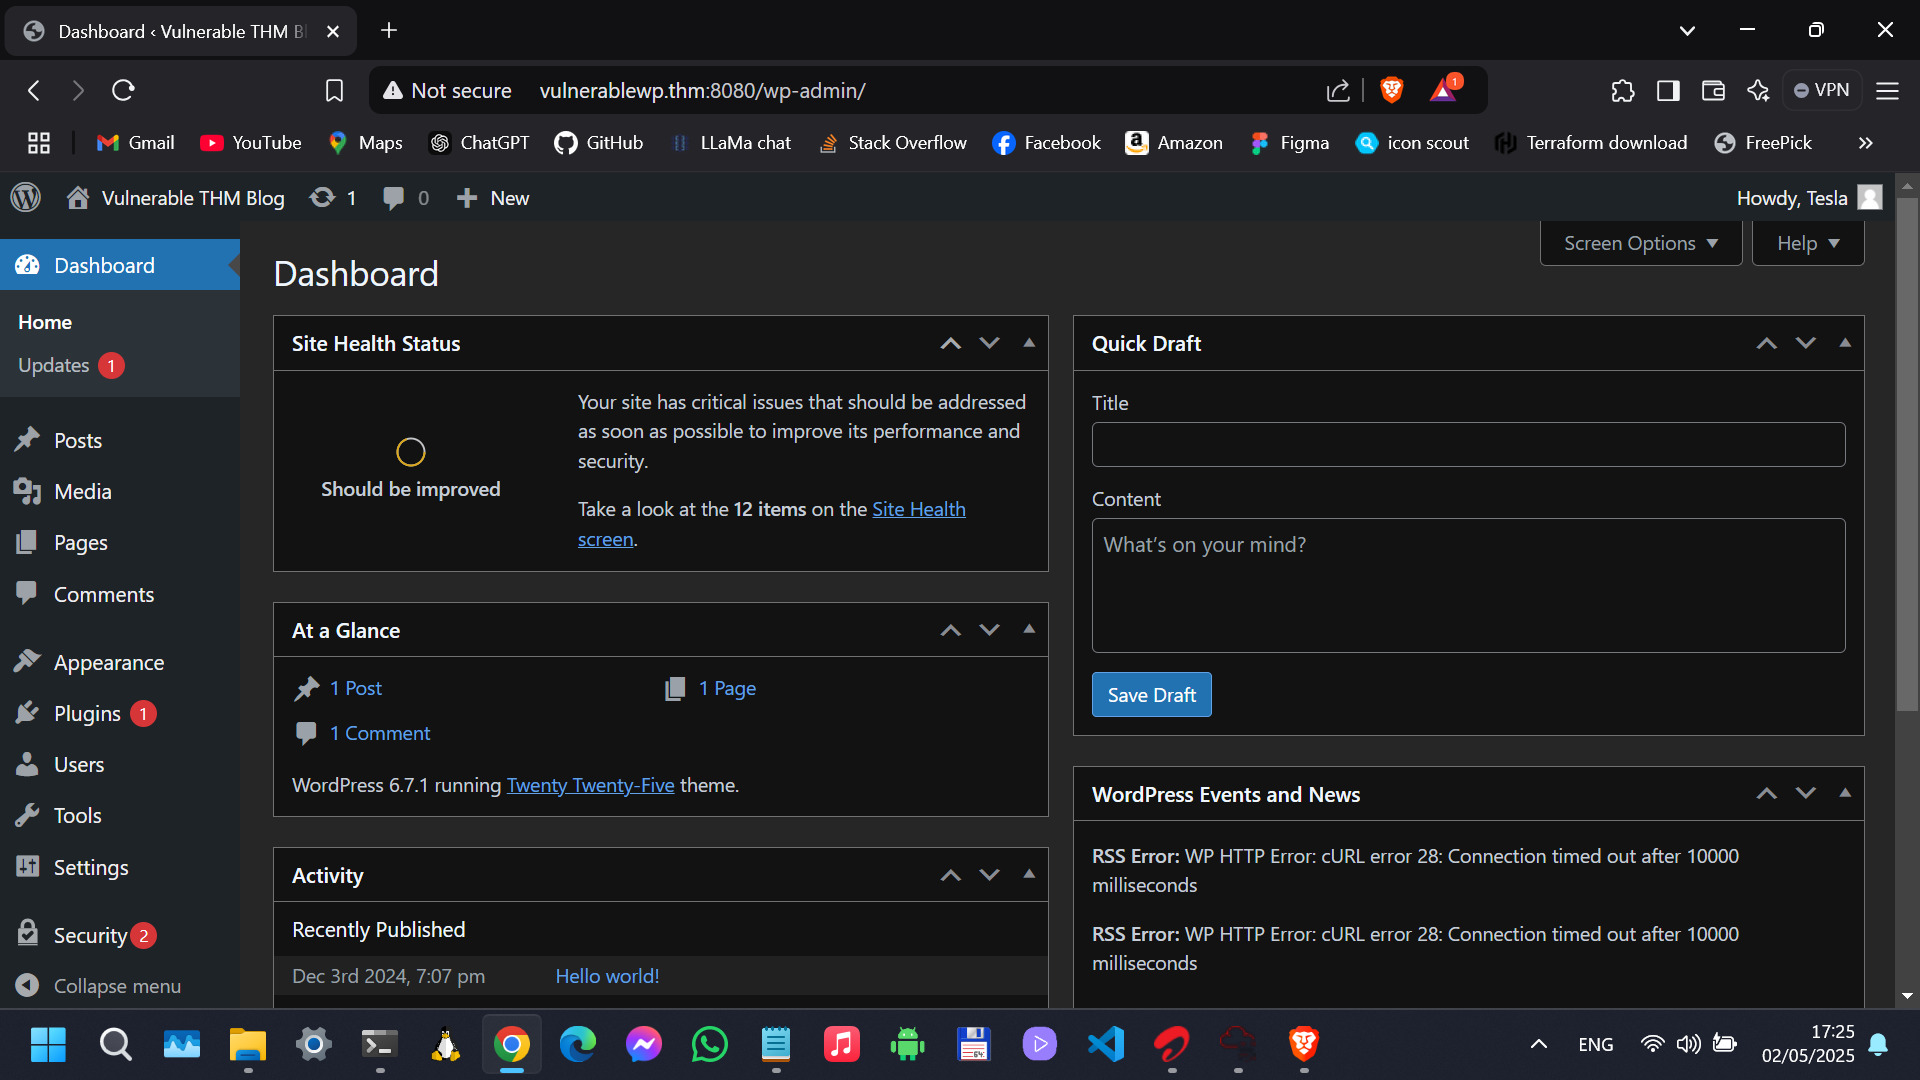 Dashboard ‹ Vulnerable THM B
Not secure vulnerablewp.thm:8080/wp-admin/
1
VPN
Gmail YouTube Maps ChatGPT GitHub LLaMa chat Stack Overflow Facebook Amazon Figma icon scout Terraform download FreePick
Vulnerable THM Blog 1 0 New
Howdy, Tesla
Screen Options Help
Dashboard
Home
Updates 1
Posts
Media
Pages
Comments
Appearance
Plugins 1
Users
Tools
Settings
Security 2
Collapse menu
Dashboard
Site Health Status
Should be improved
Your site has critical issues that should be addressed
as soon as possible to improve its performance and
security.
Take a look at the 12 items on the Site Health
screen.
At a Glance
1 Post 1 Page
1 Comment
WordPress 6.7.1 running Twenty Twenty-Five theme.
Activity
Recently Published
Dec 3rd 2024, 7:07 pm Hello world!
Quick Draft
Title
Content
What's on your mind?
Save Draft
WordPress Events and News
RSS Error: WP HTTP Error: cURL error 28: Connection timed out after 10000
milliseconds
RSS Error: WP HTTP Error: cURL error 28: Connection timed out after 10000
milliseconds
64
ENG
17:25
02/05/2025